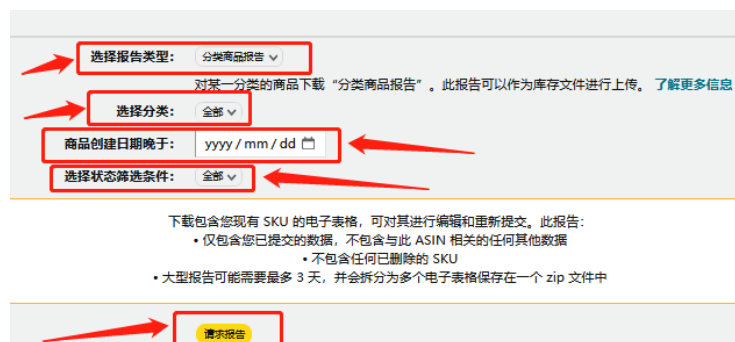 选择报告类型： 分类商品报告
对某一分类的商品下载“分类商品报告”。此报告可以作为库存文件进行上传。 了解更多信息
选择分类： 全部
商品创建日期晚于： yyyy / mm / dd
选择状态筛选条件： 全部
下载包含您现有 SKU 的电子表格，可对其进行编辑和重新提交。此报告：
• 仅包含您已提交的数据，不包含与此 ASIN 相关的任何其他数据
• 不包含任何已删除的 SKU
• 大型报告可能需要最多 3 天，并会拆分为多个电子表格保存在一个 zip 文件中
请求报告